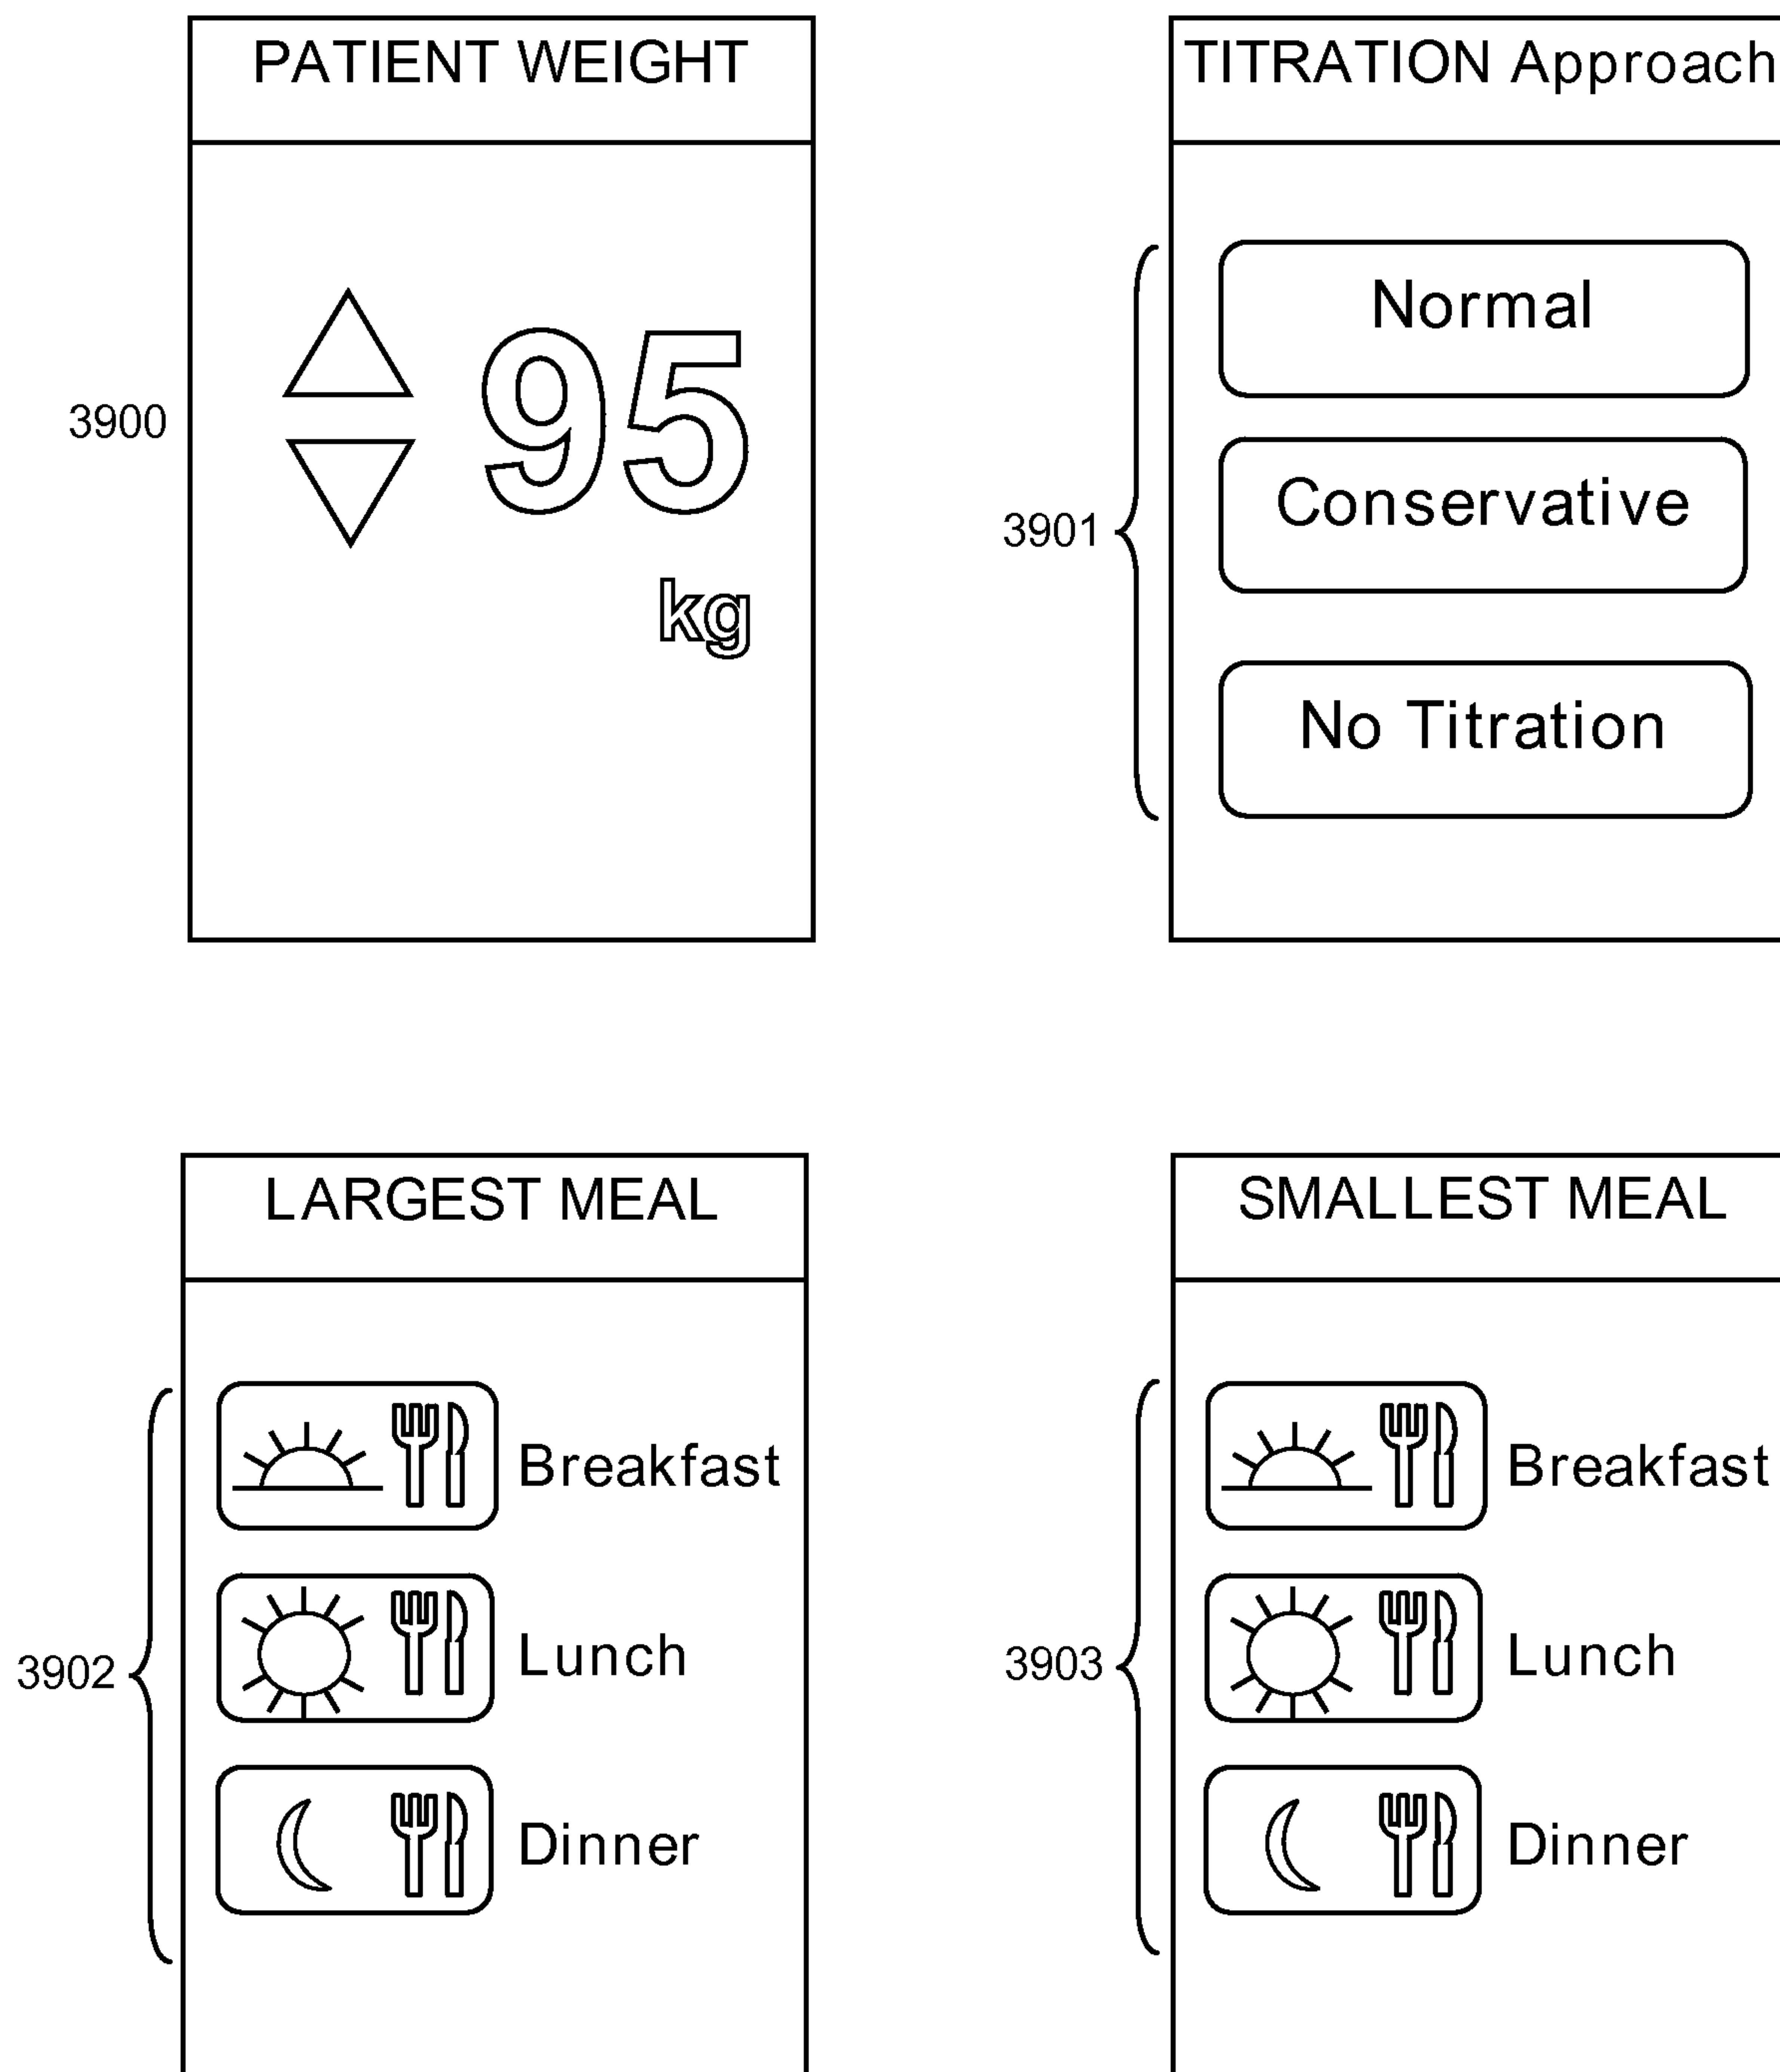 PATIENT WEIGHT
3900
95
kg
TITRATION Approach
3901
Normal
Conservative
No Titration
LARGEST MEAL
3902
Breakfast
Lunch
Dinner
SMALLEST MEAL
3903
Breakfast
Lunch
Dinner